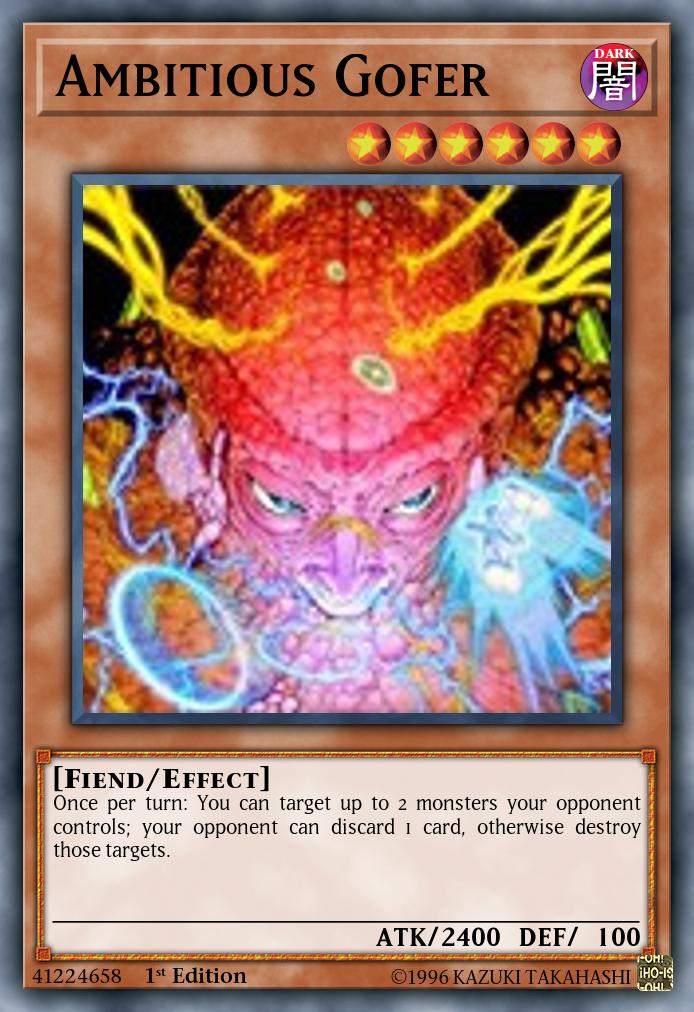 AMBITIOUS GOFER
DARK
闇
[FIEND/EFFECT]
Once per turn: You can target up to 2 monsters your opponent
controls; your opponent can discard 1 card, otherwise destroy
those targets.
ATK/2400 DEF/ 100
41224658 1st Edition ©1996 KAZUKI TAKAHASHI